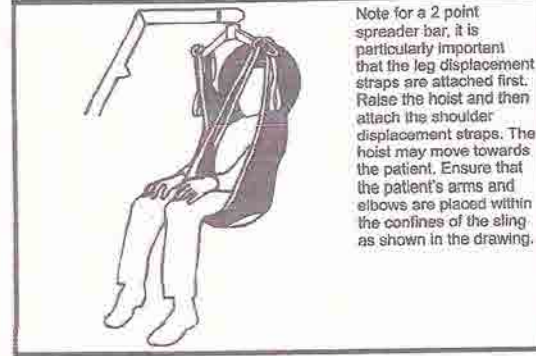 Note for a 2 point
spreader bar, it is
particularly important
that the leg displacement
straps are attached first.
Raise the hoist and then
attach the shoulder
displacement straps. The
hoist may move towards
the patient. Ensure that
the patient's arms and
elbows are placed within
the confines of the sling
as shown in the drawing.